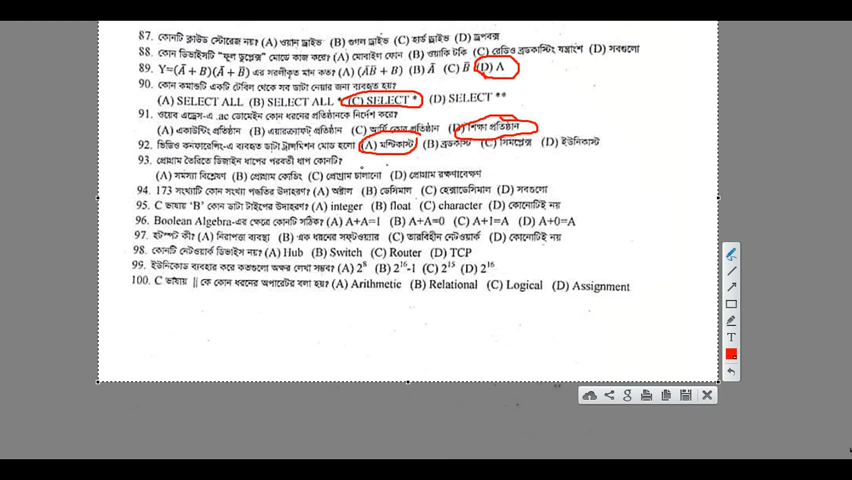 87. কোনটি ক্লাউড স্টোরেজ নয়? (A) ওয়ান ড্রাইভ (B) গুগল ড্রাইভ (C) হার্ড ড্রাইভ (D) ড্রপবক্স
88. কোন ডিভাইসটি "ফুল ডুপ্লেক্স" মোডে কাজ করে? (A) মোবাইল ফোন (B) ওয়াকি টকি (C) রেডিও ব্রডকাস্টিং যন্ত্রাংশ (D) সবগুলো
89. Y=(Ā + B)(Ā + B̄) এর সরলীকৃত মান কত? (A) (ĀB + B) (B) Ā (C) B̄ (D) A
90. কোন কমান্ডটি একটি টেবিল থেকে সব ডাটা নেয়ার জন্য ব্যবহৃত হয়?
(A) SELECT ALL (B) SELECT ALL * (C) SELECT * (D) SELECT **
91. ওয়েব এড্রেস-এ .ac ডোমেইন কোন ধরনের প্রতিষ্ঠানকে নির্দেশ করে?
(A) একাউন্টিং প্রতিষ্ঠান (B) এয়ারক্রাফট্ প্রতিষ্ঠান (C) আর্মি কোর প্রতিষ্ঠান (D) শিক্ষা প্রতিষ্ঠান
92. ভিডিও কনফারেন্সিং-এ ব্যবহৃত ডাটা ট্রান্সমিশন মোড হলো (A) মাল্টিকাস্ট (B) ব্রডকাস্ট (C) সিমপ্লেক্স (D) ইউনিকাস্ট
93. প্রোগ্রাম তৈরিতে ডিজাইন ধাপের পরবর্তী ধাপ কোনটি?
(A) সমস্যা বিশ্লেষণ (B) প্রোগ্রাম কোডিং (C) প্রোগ্রাম চালানো (D) প্রোগ্রাম রক্ষণাবেক্ষণ
94. 173 সংখ্যাটি কোন সংখ্যা পদ্ধতির উদাহরণ? (A) অক্টাল (B) ডেসিমাল (C) হেক্সাডেসিমাল (D) সবগুলো
95. C ভাষায় 'B' কোন ডাটা টাইপের উদাহরণ? (A) integer (B) float (C) character (D) কোনোটিই নয়
96. Boolean Algebra-এর ক্ষেত্রে কোনটি সঠিক? (A) A+A=1 (B) A+A=0 (C) A+1=A (D) A+0=A
97. হটস্পট কী? (A) নিরাপত্তা ব্যবস্থা (B) এক ধরনের সফ্টওয়্যার (C) তারবিহীন নেটওয়ার্ক (D) কোনোটিই নয়
98. কোনটি নেটওয়ার্ক ডিভাইস নয়? (A) Hub (B) Switch (C) Router (D) TCP
99. ইউনিকোড ব্যবহার করে কতগুলো অক্ষর লেখা সম্ভব? (A) 2⁸ (B) 2¹⁶-1 (C) 2¹⁵ (D) 2¹⁶
100. C ভাষায় || কে কোন ধরনের অপারেটর বলা হয়? (A) Arithmetic (B) Relational (C) Logical (D) Assignment